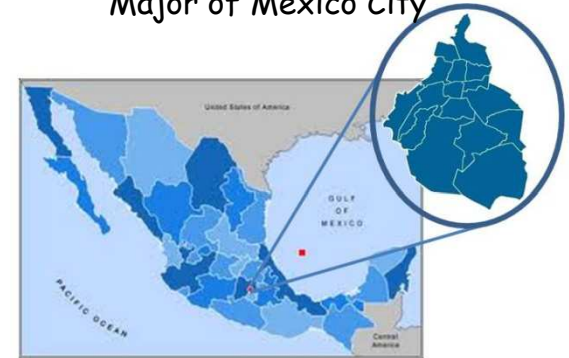 Major of Mexico City
United States of America
GULF
OF
MEXICO
PACIFIC OCEAN
Central
America